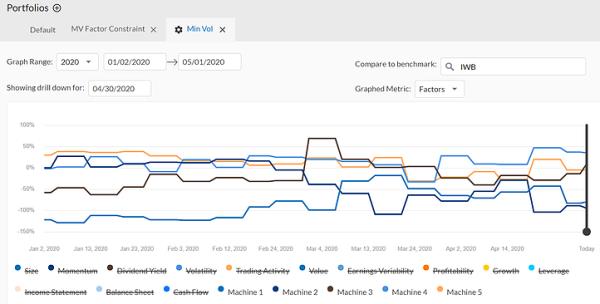 Portfolios
Default MV Factor Constraint Min Vol
Graph Range: 2020 01/02/2020 05/01/2020
Compare to benchmark: IWB
Showing drill down for: 04/30/2020
Graphed Metric: Factors
100%
50%
0%
-50%
-100%
-150%
Jan 2, 2020 Jan 13, 2020 Jan 23, 2020 Feb 3, 2020 Feb 12, 2020 Feb 24, 2020 Mar 4, 2020 Mar 13, 2020 Mar 24, 2020 Apr 2, 2020 Apr 14, 2020 Today
Size Momentum Dividend Yield Volatility Trading Activity Value Earnings Variability Profitability Growth Leverage
Income Statement Balance Sheet Cash Flow Machine 1 Machine 2 Machine 3 Machine 4 Machine 5